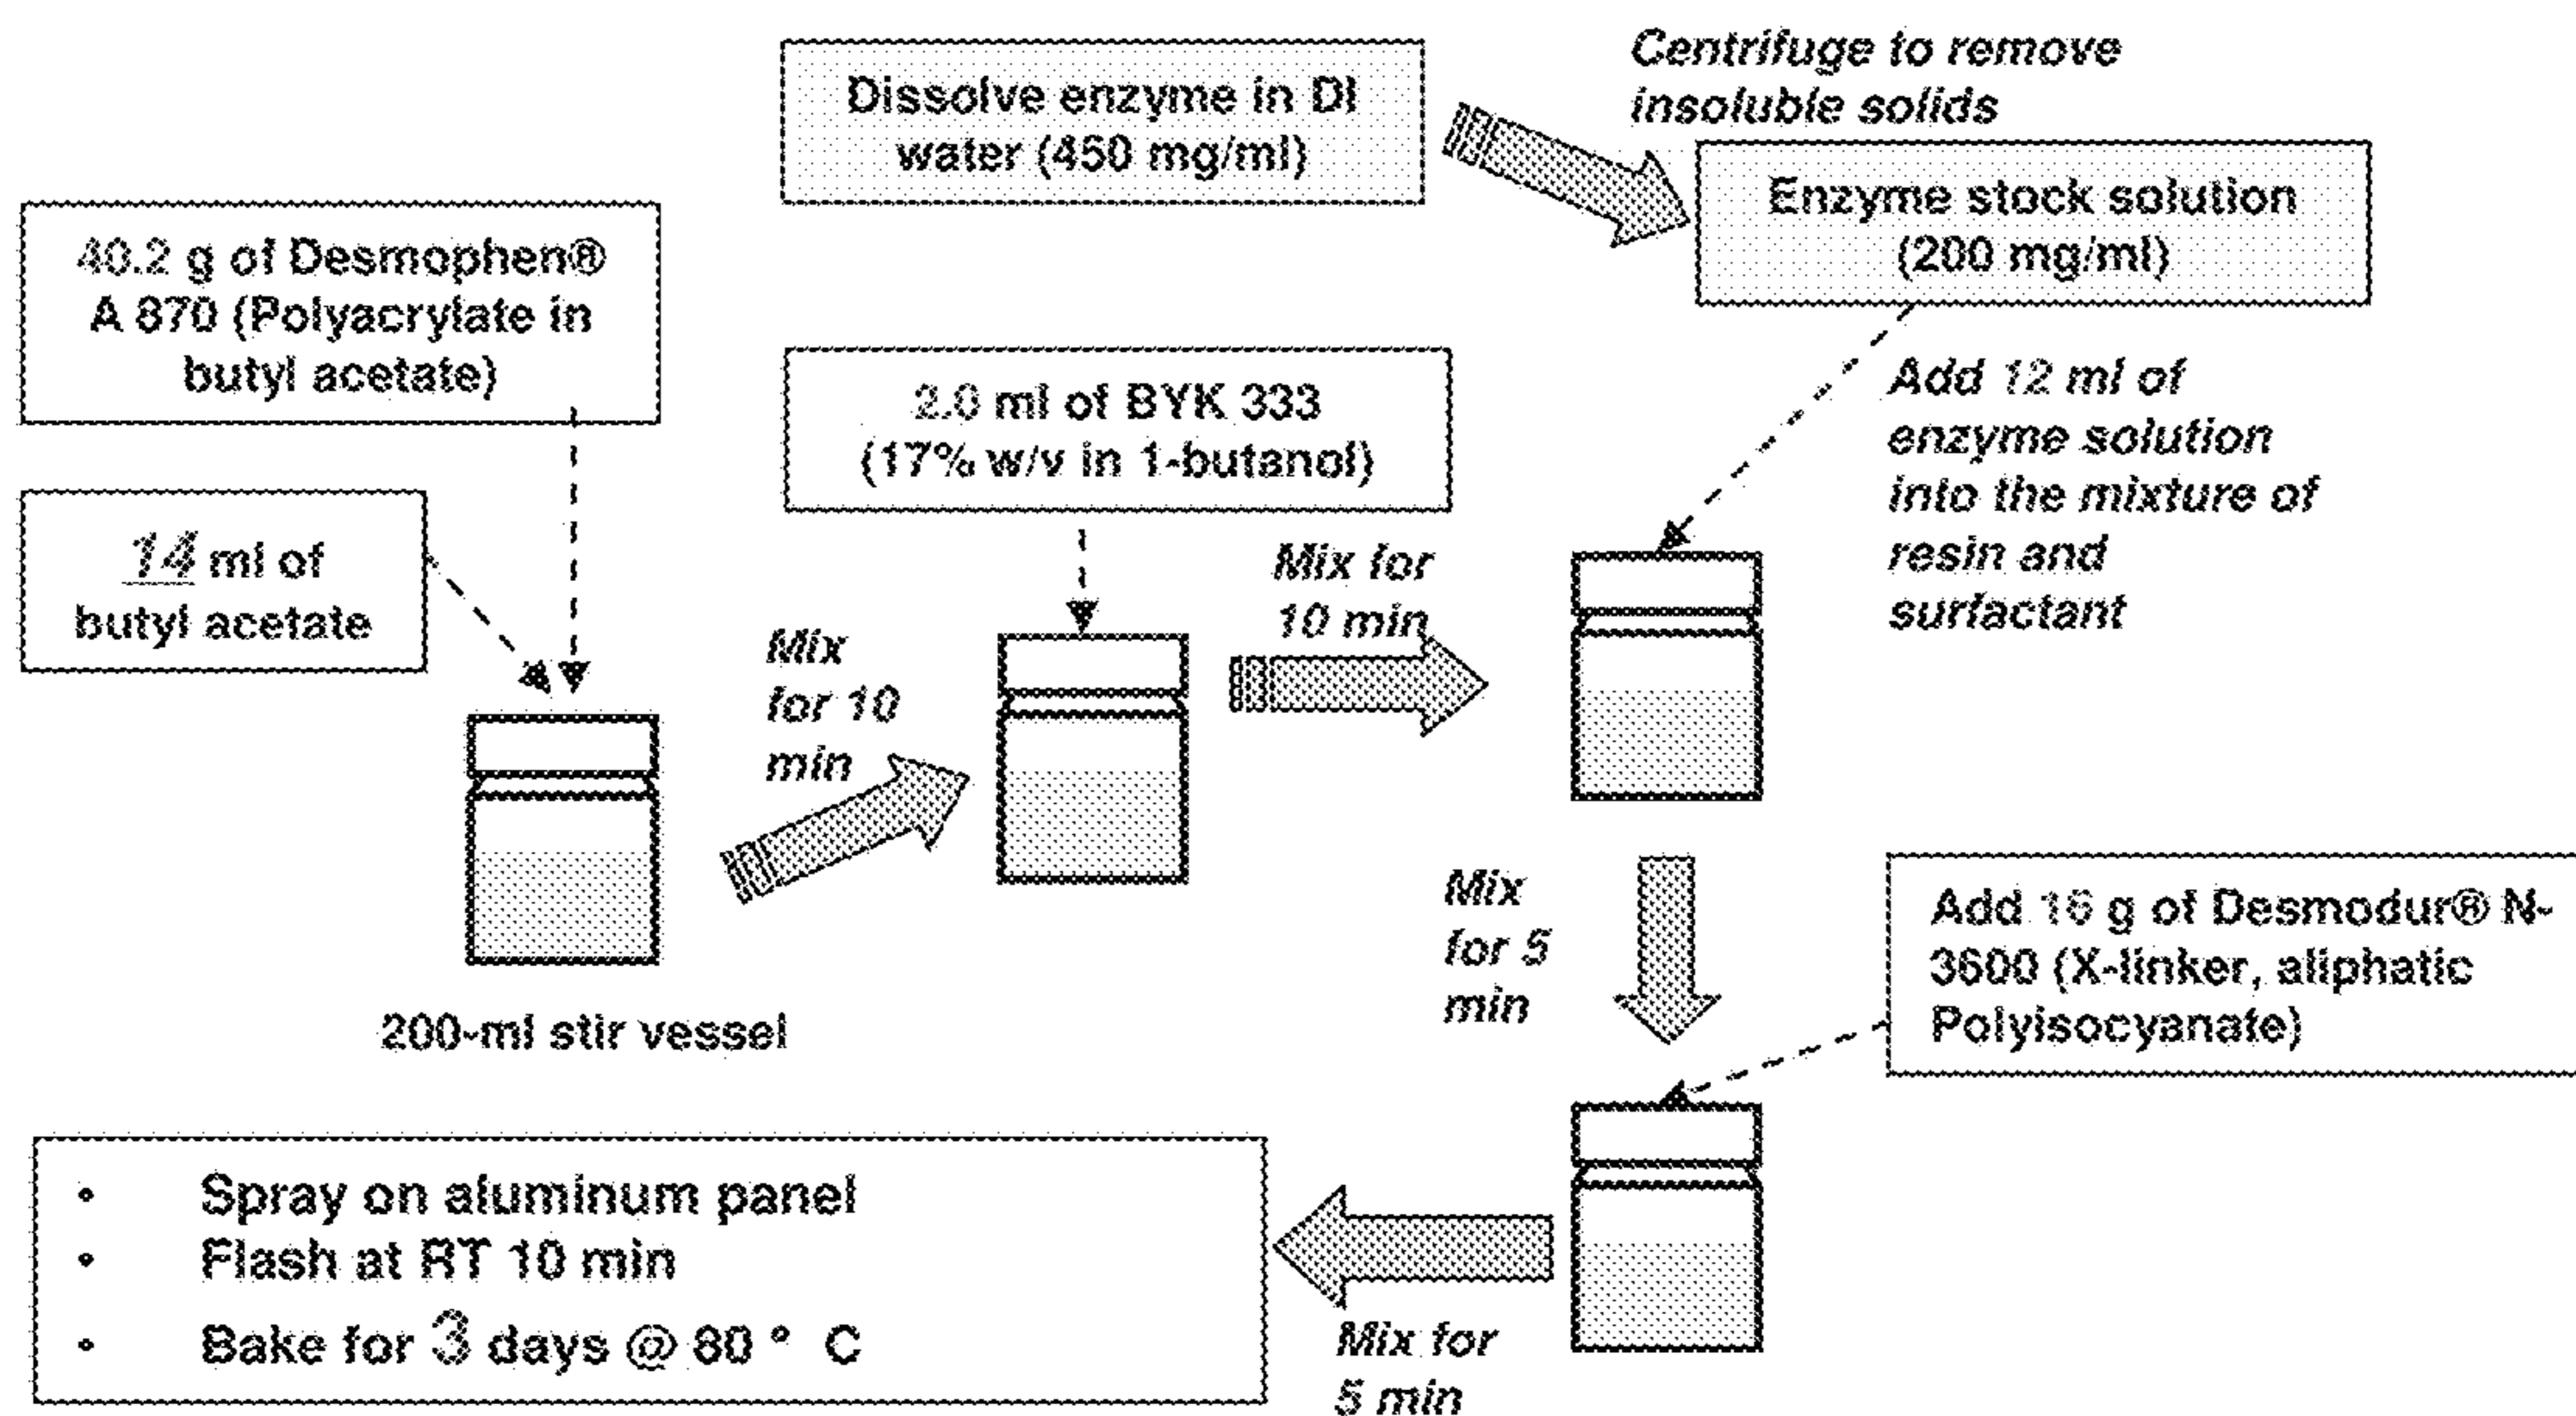 Dissolve enzyme in DI
water (450 mg/ml)
Centrifuge to remove
insoluble solids
Enzyme stock solution
(200 mg/ml)
40.2 g of Desmophen®
A 870 (Polyacrylate in
butyl acetate)
14 ml of
butyl acetate
2.0 ml of BYK 333
(17% w/v in 1-butanol)
Add 12 ml of
enzyme solution
into the mixture of
resin and
surfactant
Mix
for 10
min
Mix for
10 min
200-ml stir vessel
Mix
for 5
min
Add 16 g of Desmodur® N-
3600 (X-linker, aliphatic
Polyisocyanate)
Mix for
5 min
• Spray on aluminum panel
• Flash at RT 10 min
• Bake for 3 days @ 80 ° C